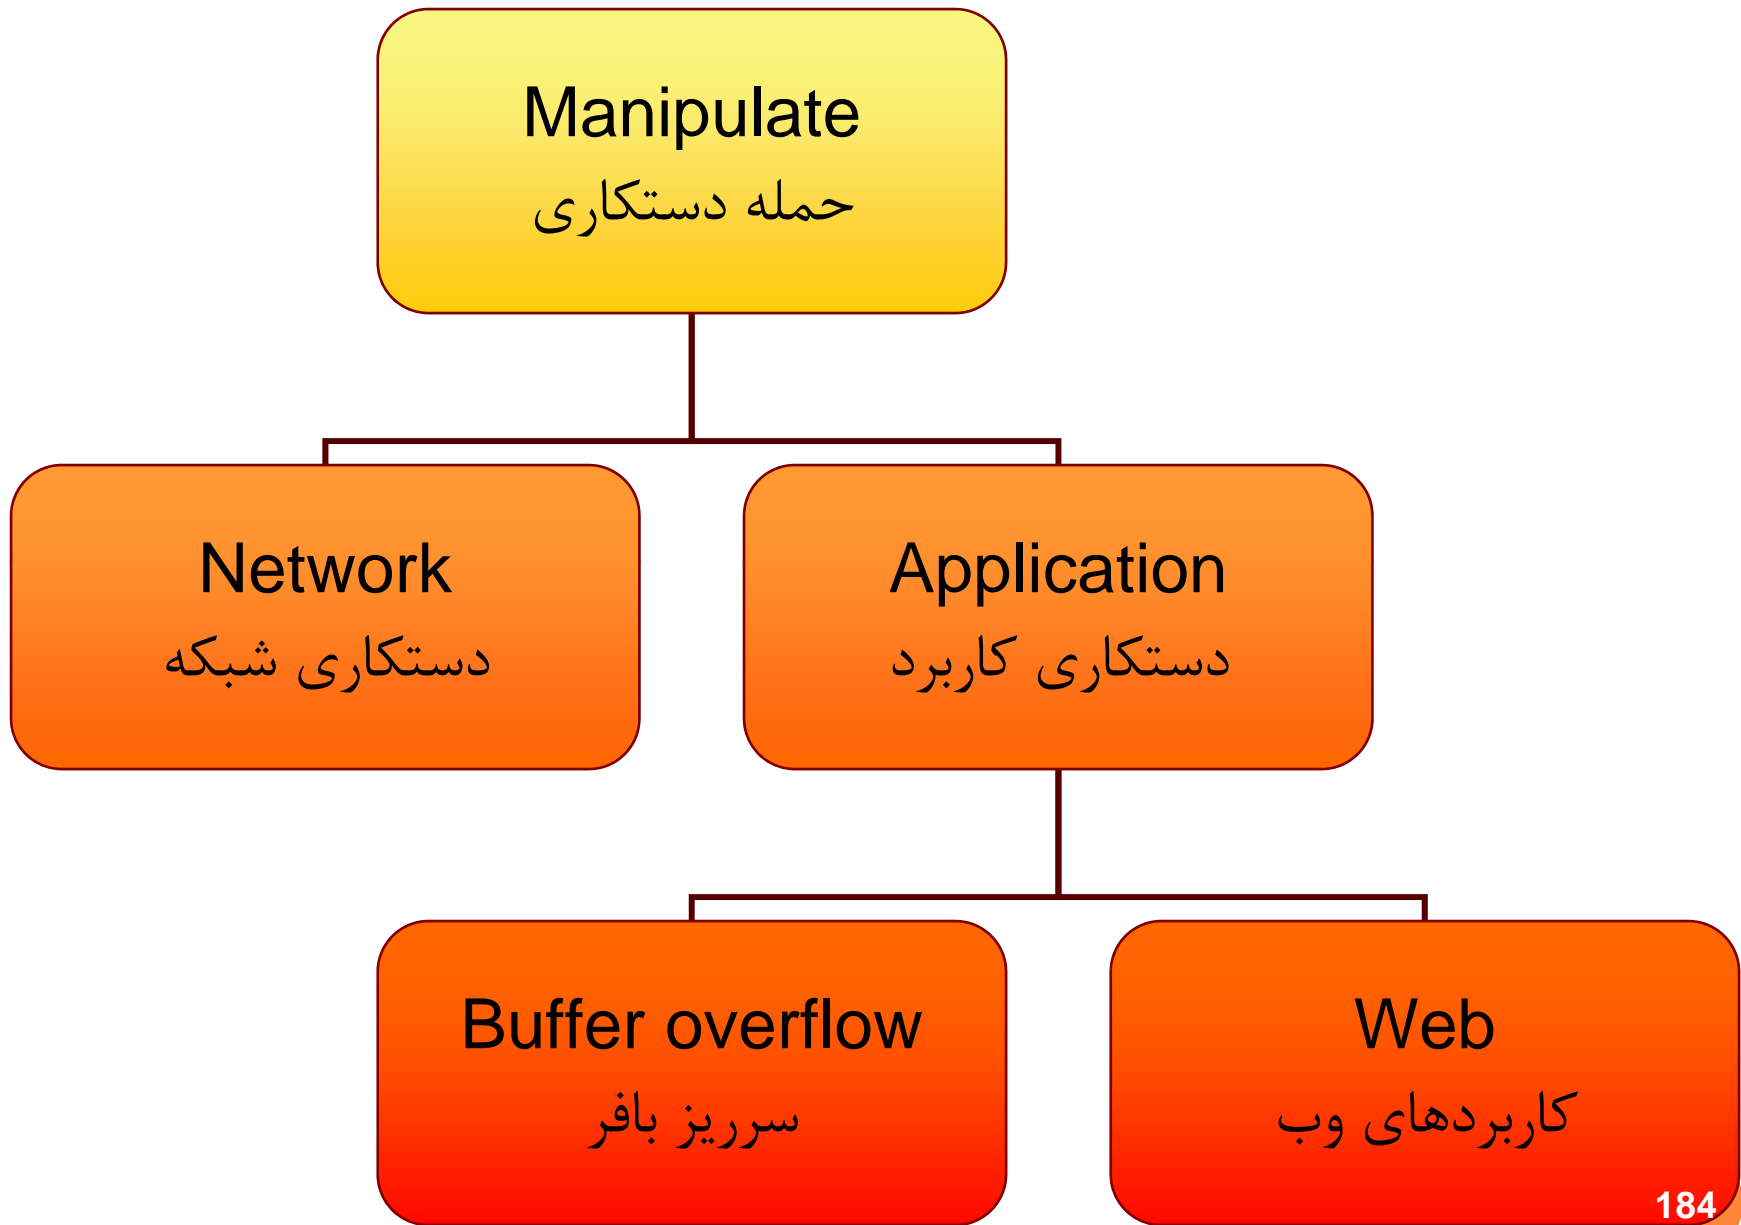 Manipulate
حمله دستکاری
Network
دستکاری شبکه
Application
دستکاری کاربرد
Buffer overflow
سرریز بافر
Web
کاربردهای وب
184